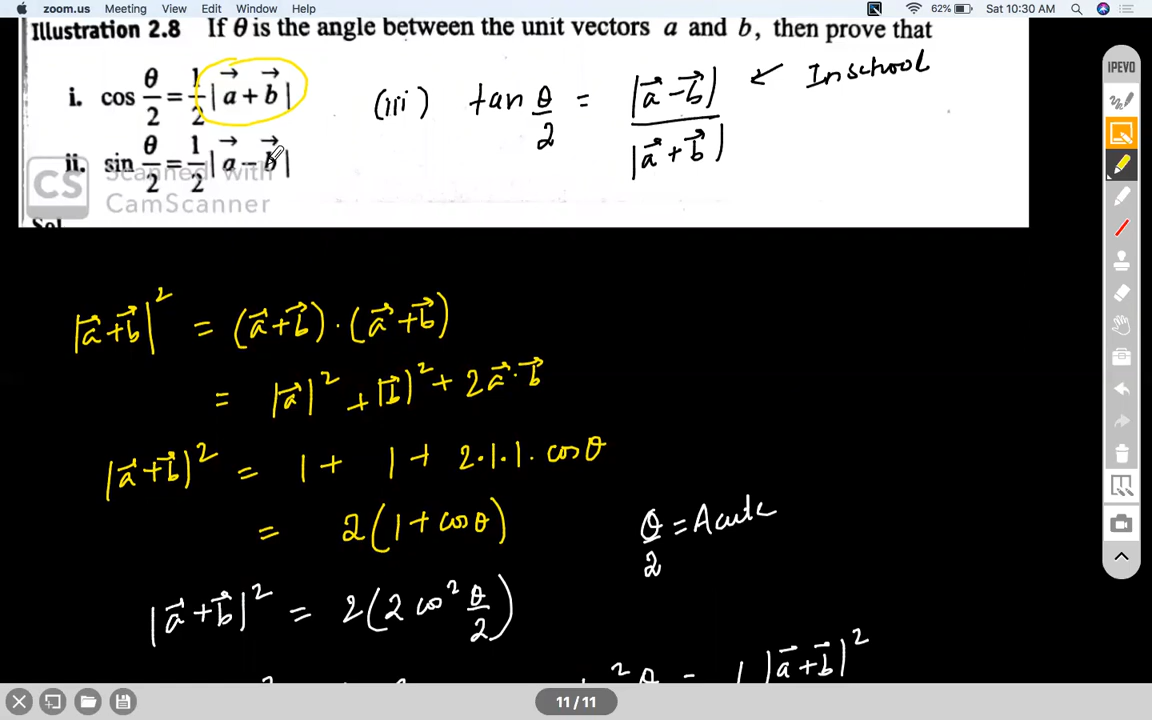 zoom.us Meeting View Edit Window Help 62% Sat 10:30 AM
Illustration 2.8 If θ is the angle between the unit vectors a and b, then prove that
i. cos θ/2 = 1/2 |a⃗ + b⃗|
(iii) tan θ/2 = |a⃗ - b⃗| / |a⃗ + b⃗| ↙ In school
ii. sin θ/2 = 1/2 |a⃗ - b⃗|
CS Scanned with
CamScanner
Sol.
|a⃗+b⃗|² = (a⃗+b⃗)·(a⃗+b⃗)
= |a⃗|² + |b⃗|² + 2a⃗·b⃗
|a⃗+b⃗|² = 1 + 1 + 2·1·1·cosθ
= 2(1+cosθ)
θ/2 = Acute
|a⃗+b⃗|² = 2(2cos² θ/2)
|a⃗+b⃗|²
IPEVO
11/11